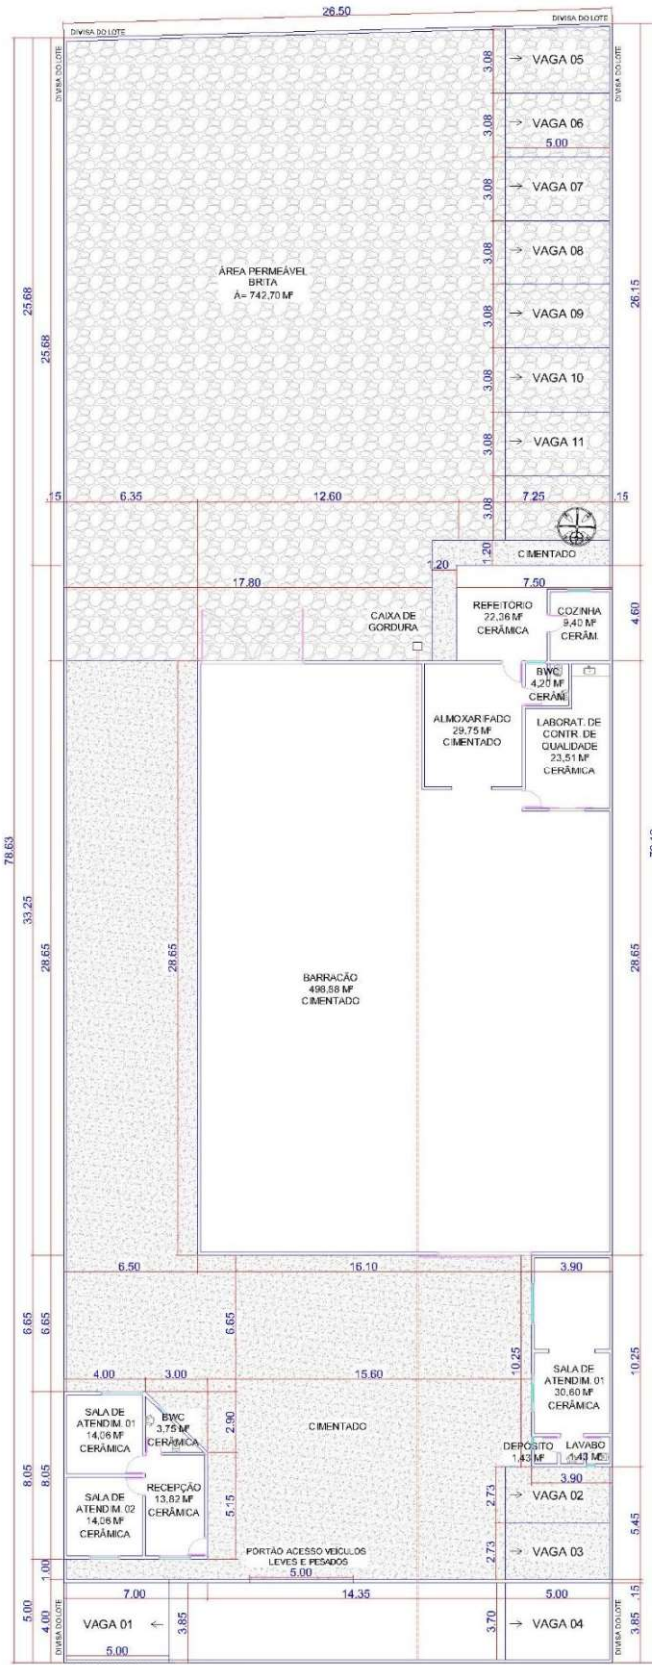 26.50
DIVISA DO LOTE
DIVISA DO LOTE
DIVISA DO LOTE
DIVISA DO LOTE
3.08
VAGA 05
3.08
VAGA 06
5.00
3.08
VAGA 07
3.08
VAGA 08
ÁREA PERMEÁVEL
BRITA
A= 742,70 M²
3.08
VAGA 09
25.68
25.68
26.15
3.08
VAGA 10
3.08
VAGA 11
.15
6.35
12.60
7.25
.15
3.08
1.20
CIMENTADO
1.20
17.80
7.50
CAIXA DE
GORDURA
REFEITORIO
22,36 M²
CERÂMICA
COZINHA
9,40 M²
CERÂM.
4.60
BWC
4,20 M²
CERÂM.
ALMOXARIFADO
29,75 M²
CIMENTADO
LABORAT. DE
CONTR. DE
QUALIDADE
23,51 M²
CERÂMICA
78.63
33.25
28.65
28.65
28.65
BARRACÃO
498,88 M²
CIMENTADO
6.50
16.10
3.90
6.65
6.65
6.65
10.25
10.25
4.00
3.00
15.60
SALA DE
ATENDIM. 01
30,60 M²
CERÂMICA
SALA DE
ATENDIM. 01
14,06 M²
CERÂMICA
BWC
3,75 M²
CERÂMICA
2.90
CIMENTADO
DEPÓSITO
1,43 M²
LAVABO
1,43 M²
8.05
8.05
SALA DE
ATENDIM. 02
14,06 M²
CERÂMICA
RECEPÇÃO
13,82 M²
CERÂMICA
5.15
3.90
2.73
VAGA 02
5.45
2.73
VAGA 03
PORTÃO ACESSO VEÍCULOS
LEVES E PESADOS
5.00
1.00
7.00
14.35
5.00
.15
5.00
4.00
DIVISA DO LOTE
VAGA 01
3.85
3.70
VAGA 04
DIVISA DO LOTE
3.85
5.00